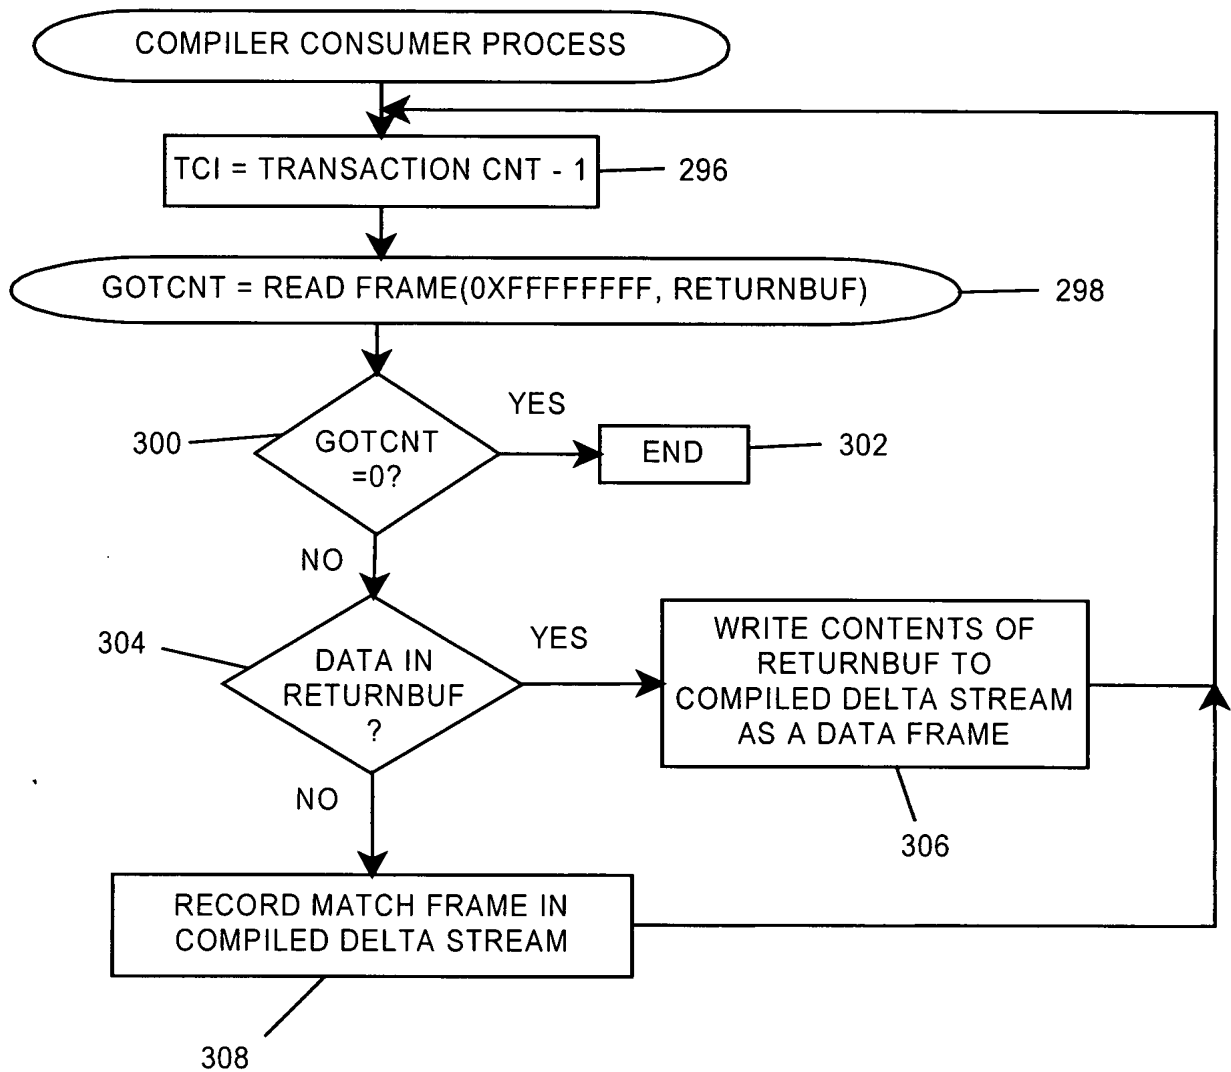 COMPILER CONSUMER PROCESS
TCI = TRANSACTION CNT - 1
296
GOTCNT = READ FRAME(0XFFFFFFFF, RETURNBUF)
298
YES
300
GOTCNT
=0?
END
302
NO
304
DATA IN
RETURNBUF
?
YES
WRITE CONTENTS OF
RETURNBUF TO
COMPILED DELTA STREAM
AS A DATA FRAME
NO
306
RECORD MATCH FRAME IN
COMPILED DELTA STREAM
308